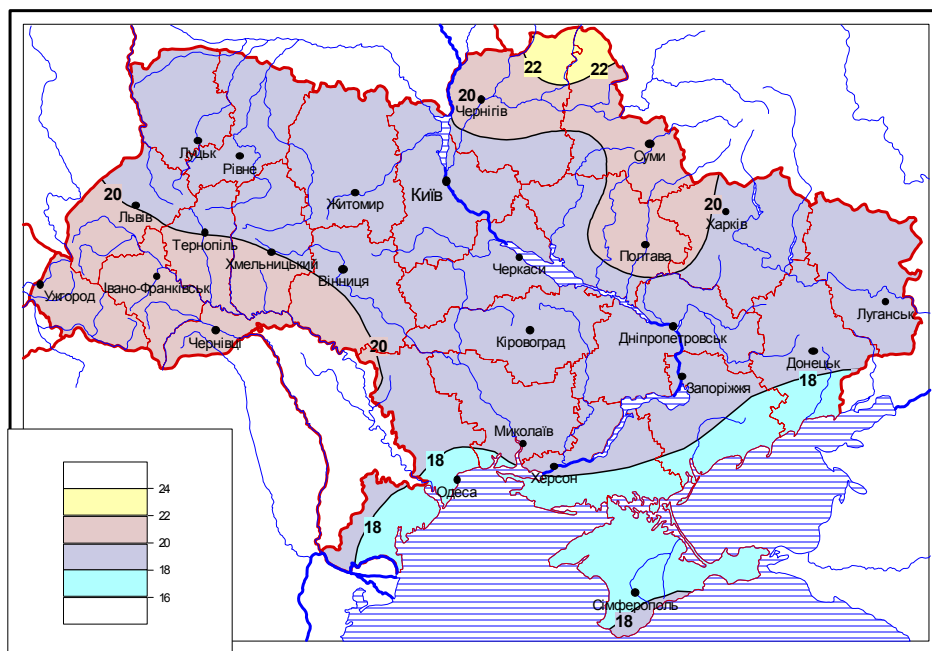 22
22
20
Чернігів
Луцьк
Рівне
Суми
20
Львів
Житомир
Київ
20
Харків
Тернопіль
Хмельницький
Вінниця
Черкаси
Полтава
Ужгород
Івано-Франківськ
Чернівці
20
Кіровоград
Дніпропетровськ
Луганськ
Донецьк
18
Запоріжжя
Миколаїв
18
Херсон
Одеса
18
24
22
20
18
16
Сімферополь
18